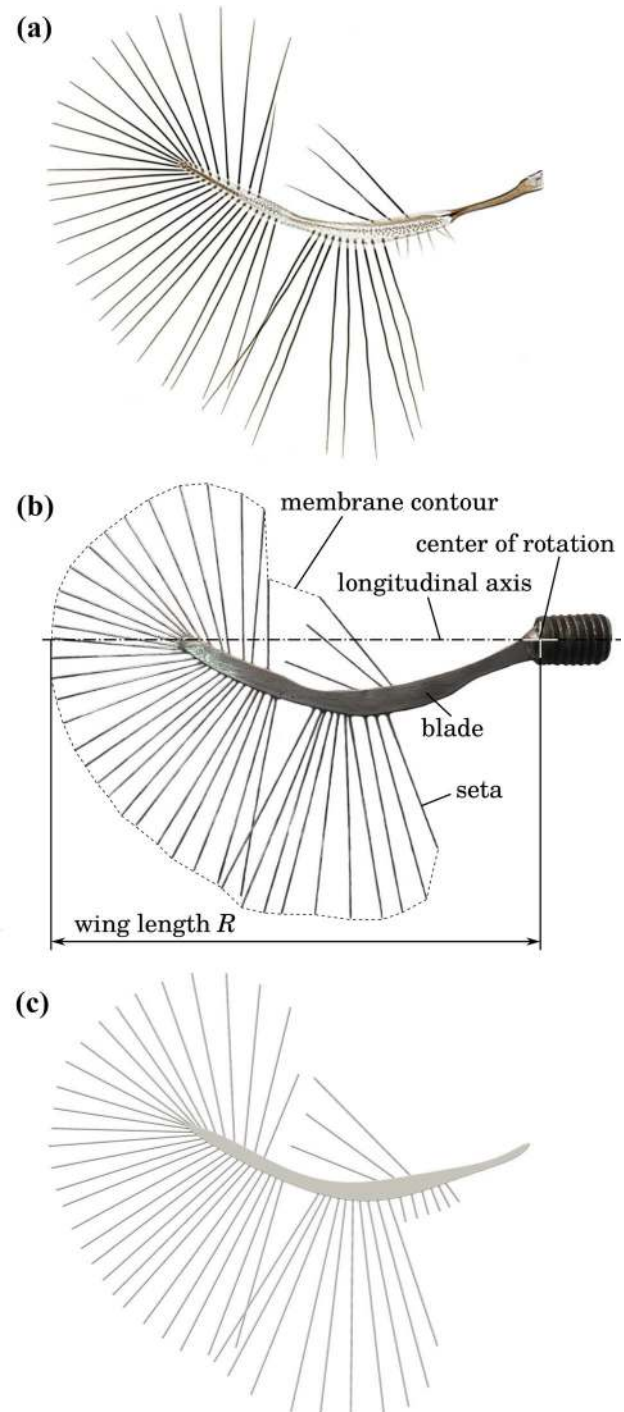 (a)
(b)
membrane contour
center of rotation
longitudinal axis
blade
seta
wing length R
(c)